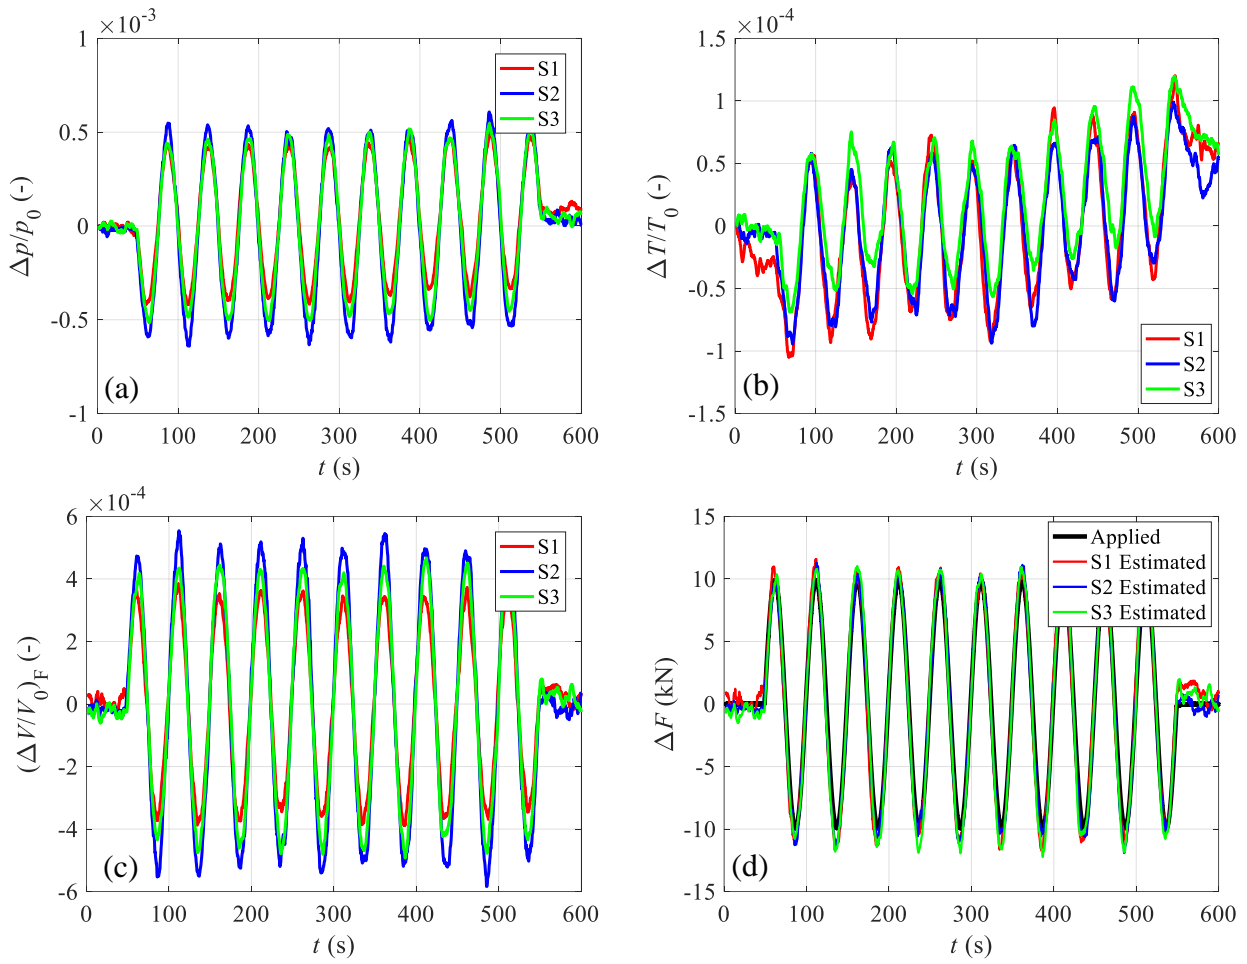 ×10-3
1
0.5
0
-0.5
-1
Δp/p0 (-)
S1
S2
S3
(a)
0 100 200 300 400 500 600
t (s)
×10-4
1.5
1
0.5
0
-0.5
-1
-1.5
ΔT/T0 (-)
S1
S2
S3
(b)
0 100 200 300 400 500 600
t (s)
×10-4
6
4
2
0
-2
-4
-6
(ΔV/V0)F (-)
S1
S2
S3
(c)
0 100 200 300 400 500 600
t (s)
15
10
5
0
-5
-10
-15
ΔF (kN)
Applied
S1 Estimated
S2 Estimated
S3 Estimated
(d)
0 100 200 300 400 500 600
t (s)